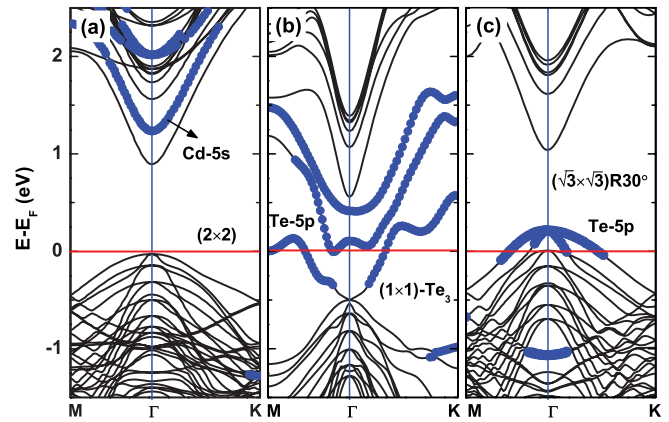 (a) (b) (c)
2
1
0
-1
E-E_F (eV)
Cd-5s
(2×2)
Te-5p
(1×1)-Te₃
(√3×√3)R30°
Te-5p
M Γ K M Γ K M Γ K